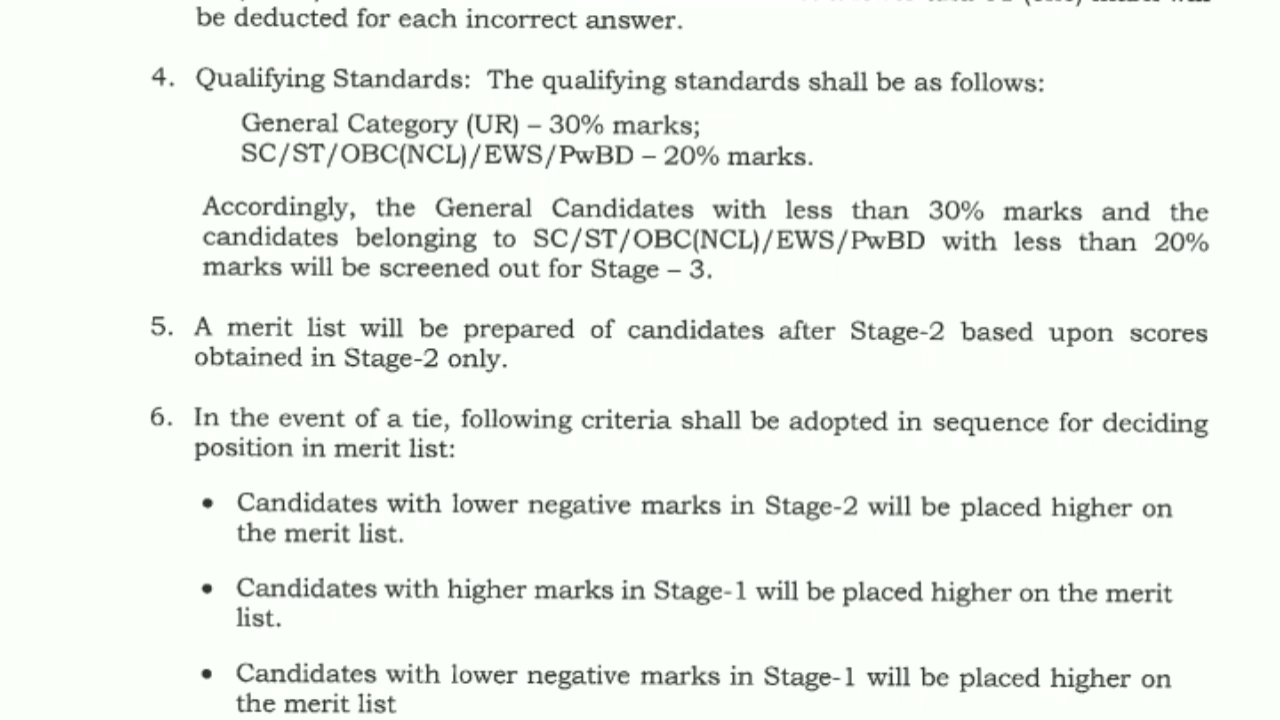 be deducted for each incorrect answer.
4. Qualifying Standards: The qualifying standards shall be as follows:
General Category (UR) – 30% marks;
SC/ST/OBC(NCL)/EWS/PwBD – 20% marks.
Accordingly, the General Candidates with less than 30% marks and the
candidates belonging to SC/ST/OBC(NCL)/EWS/PwBD with less than 20%
marks will be screened out for Stage – 3.
5. A merit list will be prepared of candidates after Stage-2 based upon scores
obtained in Stage-2 only.
6. In the event of a tie, following criteria shall be adopted in sequence for deciding
position in merit list:
• Candidates with lower negative marks in Stage-2 will be placed higher on
the merit list.
• Candidates with higher marks in Stage-1 will be placed higher on the merit
list.
• Candidates with lower negative marks in Stage-1 will be placed higher on
the merit list